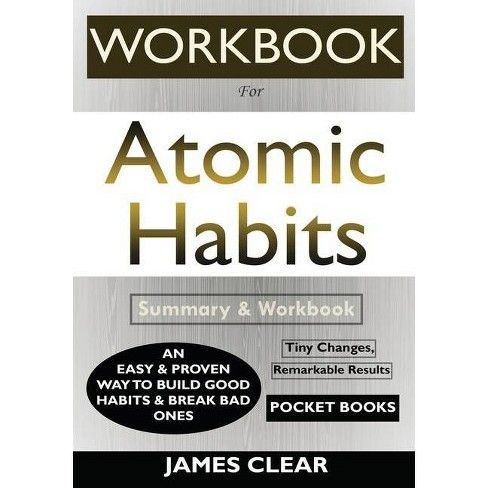 WORKBOOK
For
Atomic
Habits
Summary & Workbook
AN
EASY & PROVEN
WAY TO BUILD GOOD
HABITS & BREAK BAD
ONES
Tiny Changes,
Remarkable Results
POCKET BOOKS
JAMES CLEAR